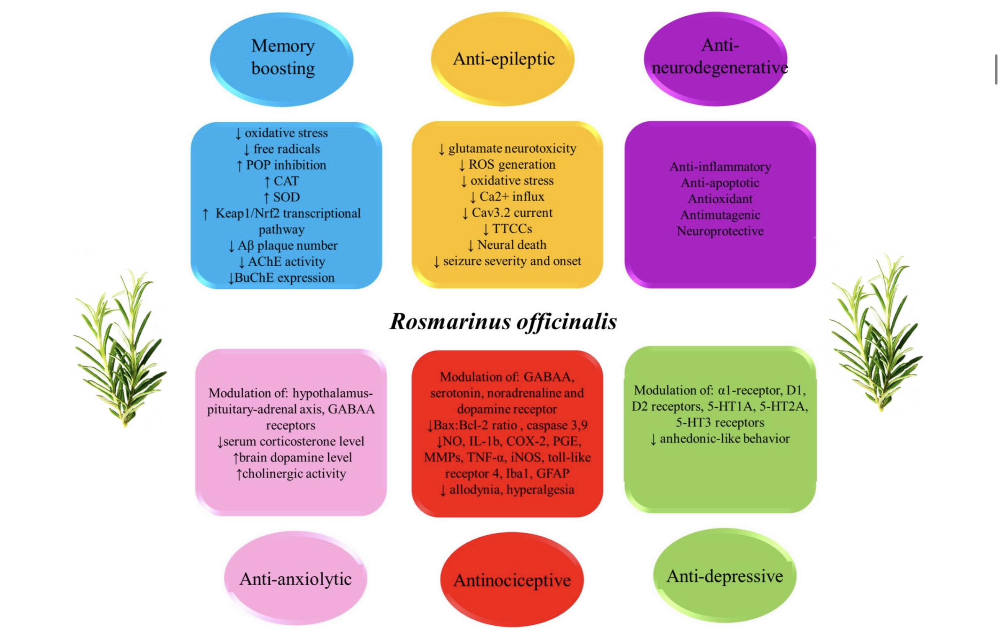 Memory
boosting
Anti-epileptic
Anti-
neurodegenerative
↓ oxidative stress
↓ free radicals
↑ POP inhibition
↑ CAT
↑ SOD
↑ Keap1/Nrf2 transcriptional
pathway
↓ Aβ plaque number
↓ AChE activity
↓BuChE expression
↓ glutamate neurotoxicity
↓ ROS generation
↓ oxidative stress
↓ Ca2+ influx
↓ Cav3.2 current
↓ TTCCs
↓ Neural death
↓ seizure severity and onset
Anti-inflammatory
Anti-apoptotic
Antioxidant
Antimutagenic
Neuroprotective
Rosmarinus officinalis
Modulation of: hypothalamus-
pituitary-adrenal axis, GABAA
receptors
↓serum corticosterone level
↑brain dopamine level
↑cholinergic activity
Modulation of: GABAA,
serotonin, noradrenaline and
dopamine receptor
↓Bax:Bcl-2 ratio , caspase 3,9
↓NO, IL-1b, COX-2, PGE,
MMPs, TNF-α, iNOS, toll-like
receptor 4, Iba1, GFAP
↓ allodynia, hyperalgesia
Modulation of: α1-receptor, D1,
D2 receptors, 5-HT1A, 5-HT2A,
5-HT3 receptors
↓ anhedonic-like behavior
Anti-anxiolytic
Antinociceptive
Anti-depressive